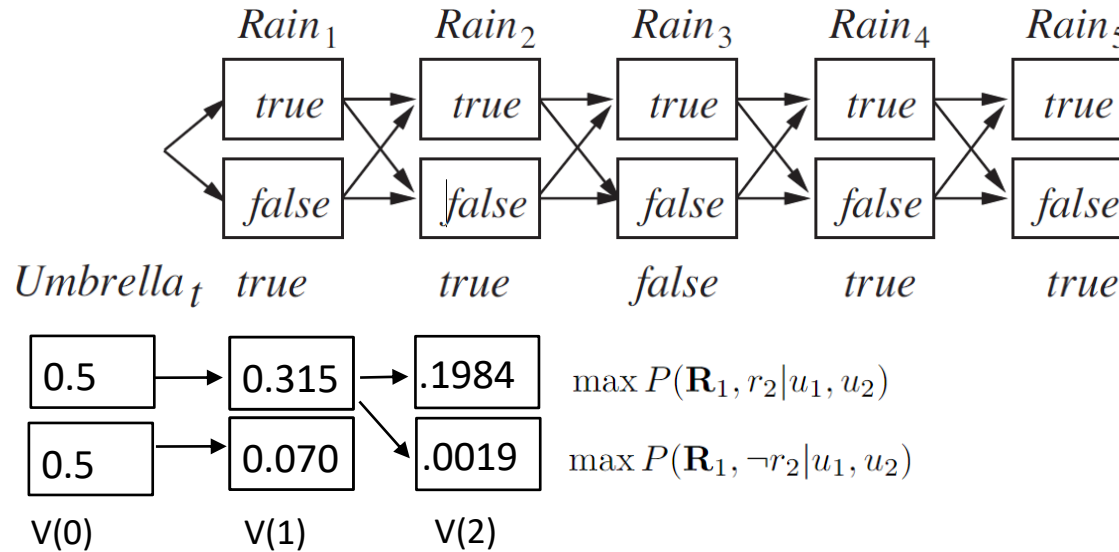 Rain₁ Rain₂ Rain₃ Rain₄ Rain₅
true true true true true
false false false false false
Umbrellaₜ true true false true true
0.5 0.315 .1984 max P(R₁, r₂|u₁, u₂)
0.5 0.070 .0019 max P(R₁, ¬r₂|u₁, u₂)
V(0) V(1) V(2)